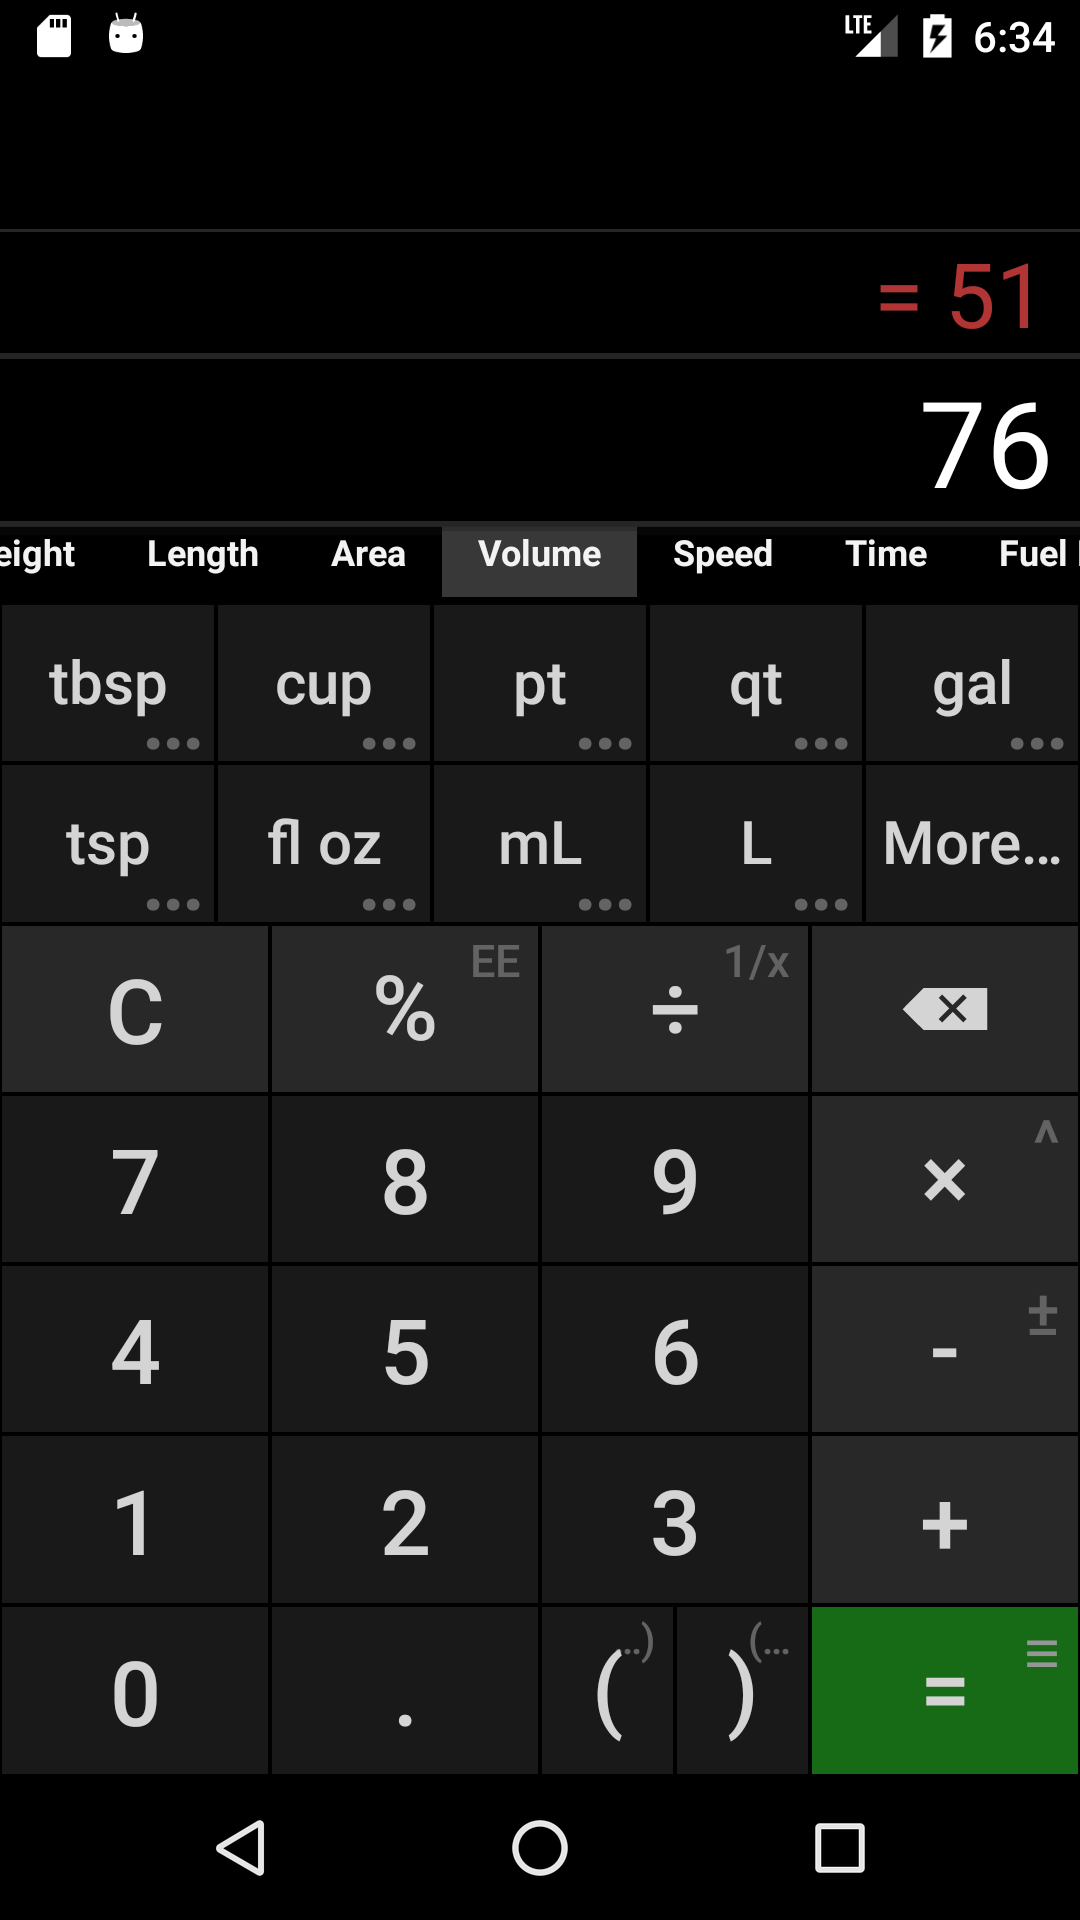 LTE 6:34
= 51
76
eight Length Area Volume Speed Time Fuel
tbsp cup pt qt gal
tsp fl oz mL L More...
C % EE ÷ 1/x
7 8 9 × ^
4 5 6 - ±
1 2 3 +
0 . ( ..) ) (... =